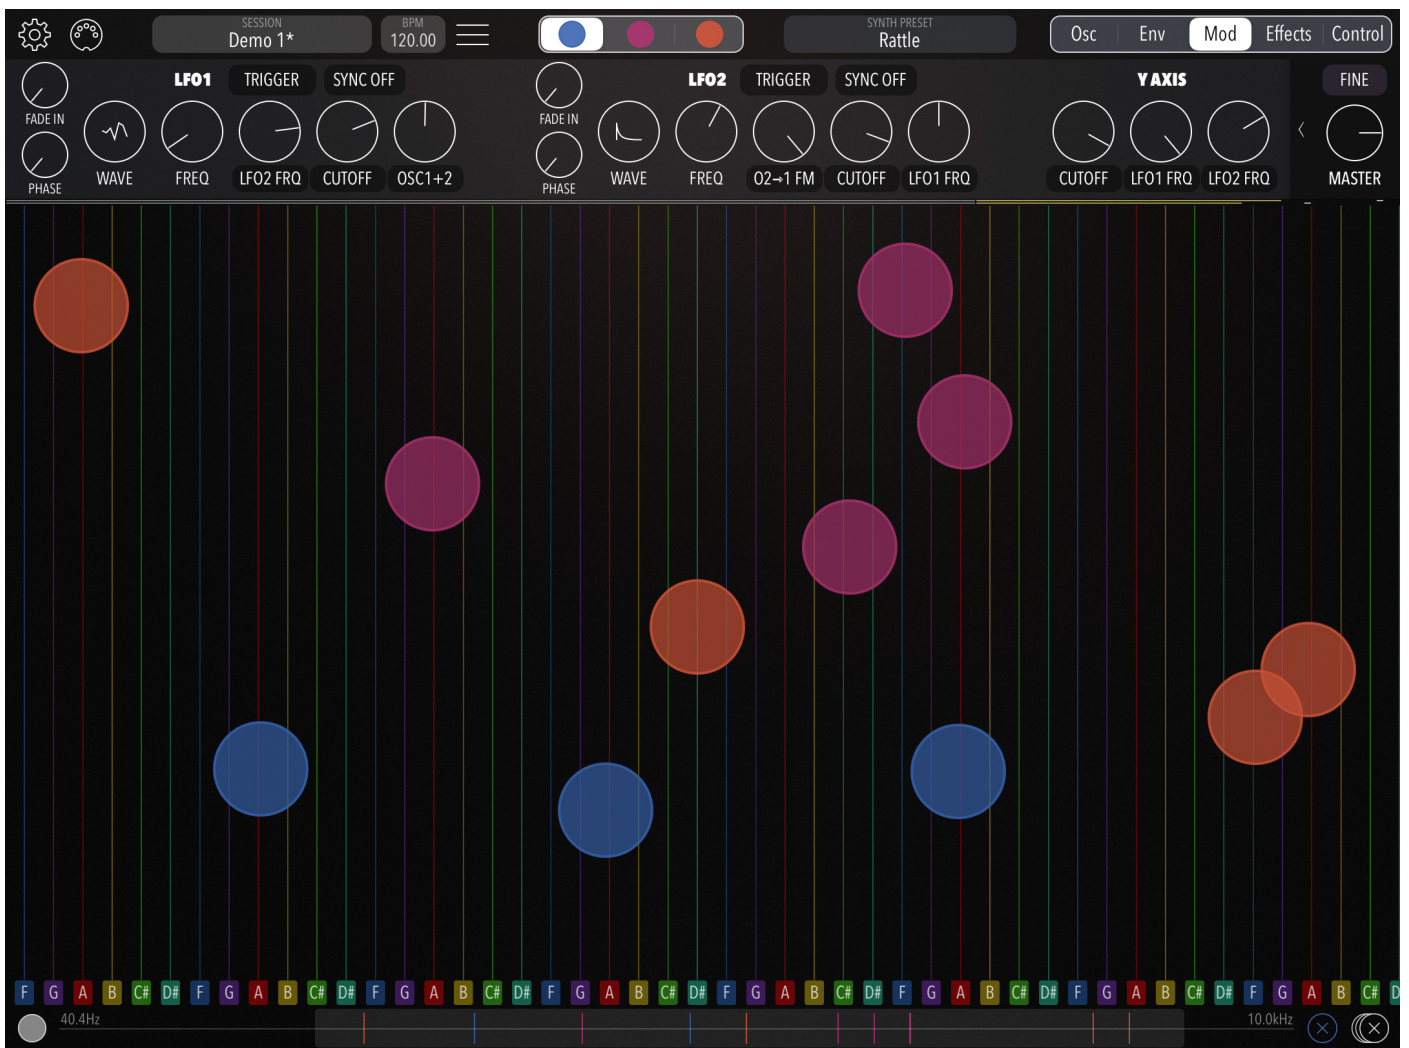 SESSION
Demo 1*
BPM
120.00
SYNTH PRESET
Rattle
Osc Env Mod Effects Control
LFO1 TRIGGER SYNC OFF
FADE IN
PHASE
WAVE FREQ LFO2 FRQ CUTOFF OSC1+2
LFO2 TRIGGER SYNC OFF
FADE IN
PHASE
WAVE FREQ O2→1 FM CUTOFF LFO1 FRQ
Y AXIS
CUTOFF LFO1 FRQ LFO2 FRQ
FINE
MASTER
F G A B C# D# F G A B C# D# F G A B C# D# F G A B C# D# F G A B C# D# F G A B C# D# F G A B C# D# F G A B C# D
40.4Hz 10.0kHz